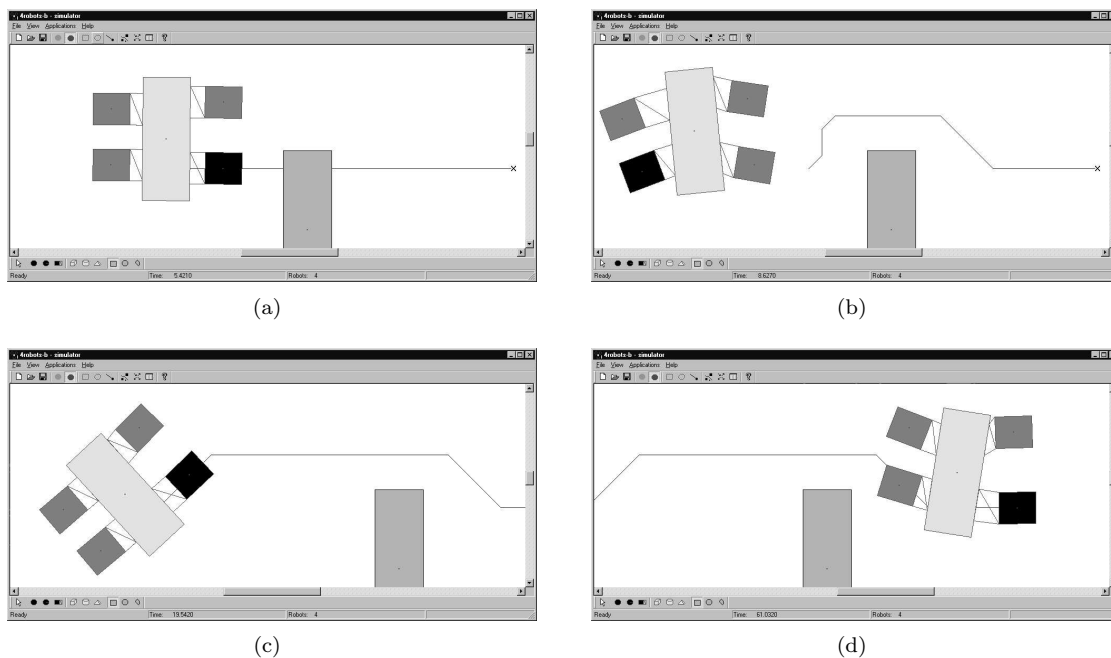 4robots-b - simulator
File View Applications Help
Ready Time: 5.4210 Robots: 4
(a)
4robots-b - simulator
File View Applications Help
Ready Time: 8.6270 Robots: 4
(b)
4robots-b - simulator
File View Applications Help
Ready Time: 19.5420 Robots: 4
(c)
4robots-b - simulator
File View Applications Help
Ready Time: 61.0320 Robots: 4
(d)